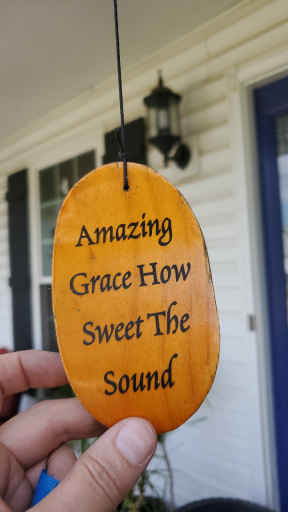 Amazing
Grace How
Sweet The
Sound